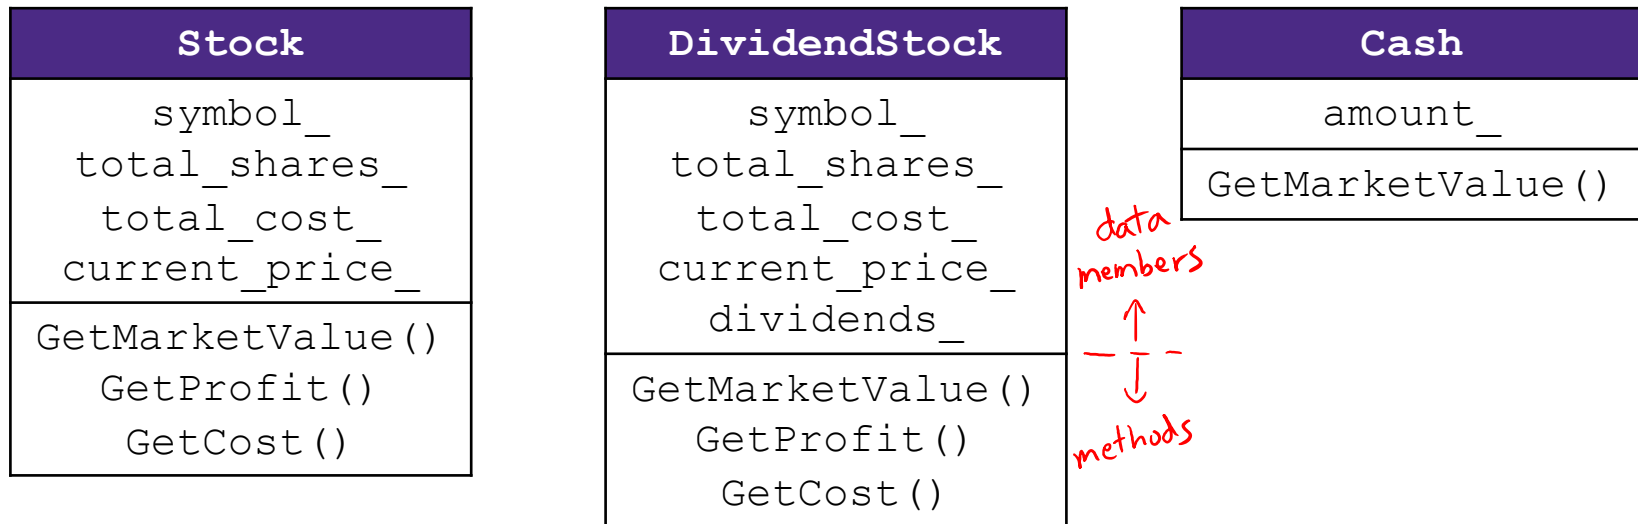 Stock
symbol_
total_shares_
total_cost_
current_price_
GetMarketValue()
GetProfit()
GetCost()
DividendStock
symbol_
total_shares_
total_cost_
current_price_
dividends_
GetMarketValue()
GetProfit()
GetCost()
data
members
methods
Cash
amount_
GetMarketValue()